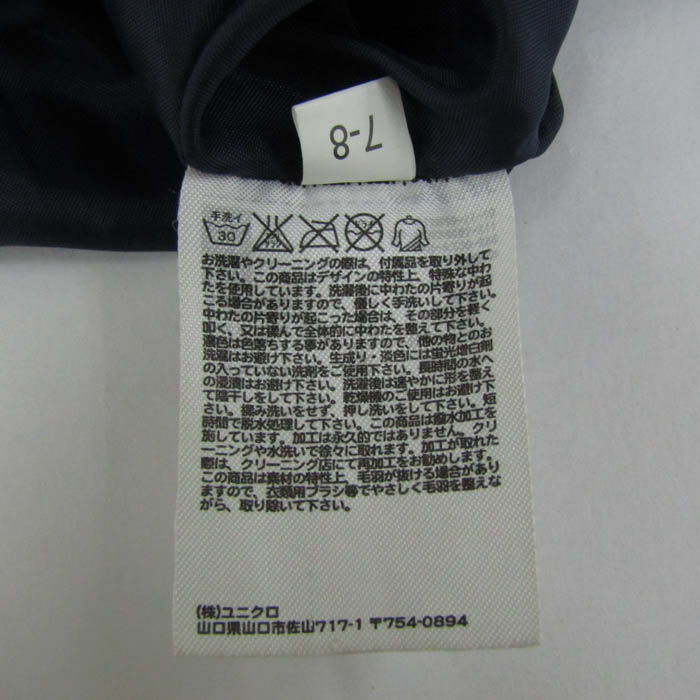 7-8
手洗イ
30
お洗濯やクリーニングの際は、付属品を取り外して
下さい。この商品はデザインの特性上、特殊な中わ
たを使用しています。洗濯後に中わたの片寄りが起
こる場合がありますので、優しく手洗いして下さい。
中わたの片寄りが起こった場合は、その部分を軽く
叩く、又は揉んで全体的に中わたを整えて下さい。
濃色は色落ちする事がありますので、他の物とのお
洗濯はお避け下さい。生成り・淡色には蛍光増白剤
の入っていない洗剤をご使用下さい。長時間の水へ
の浸漬はお避け下さい。洗濯後は速やかに形を整え
て陰干しをして下さい。乾燥機のご使用はお避け下
さい。揉み洗いをせず、押し洗いをして下さい。短
時間で脱水処理して下さい。この商品は撥水加工を
施しています。加工は永久的ではありません。クリ
ーニングや水洗いで徐々に取れます。加工が取れた
際は、クリーニング店にて再加工をお勧めします。
この商品は素材の特性上、毛羽が抜ける場合があり
ますので、衣類用ブラシ等でやさしく毛羽を整えな
がら、取り除いて下さい。
(株)ユニクロ
山口県山口市佐山717-1 〒754-0894